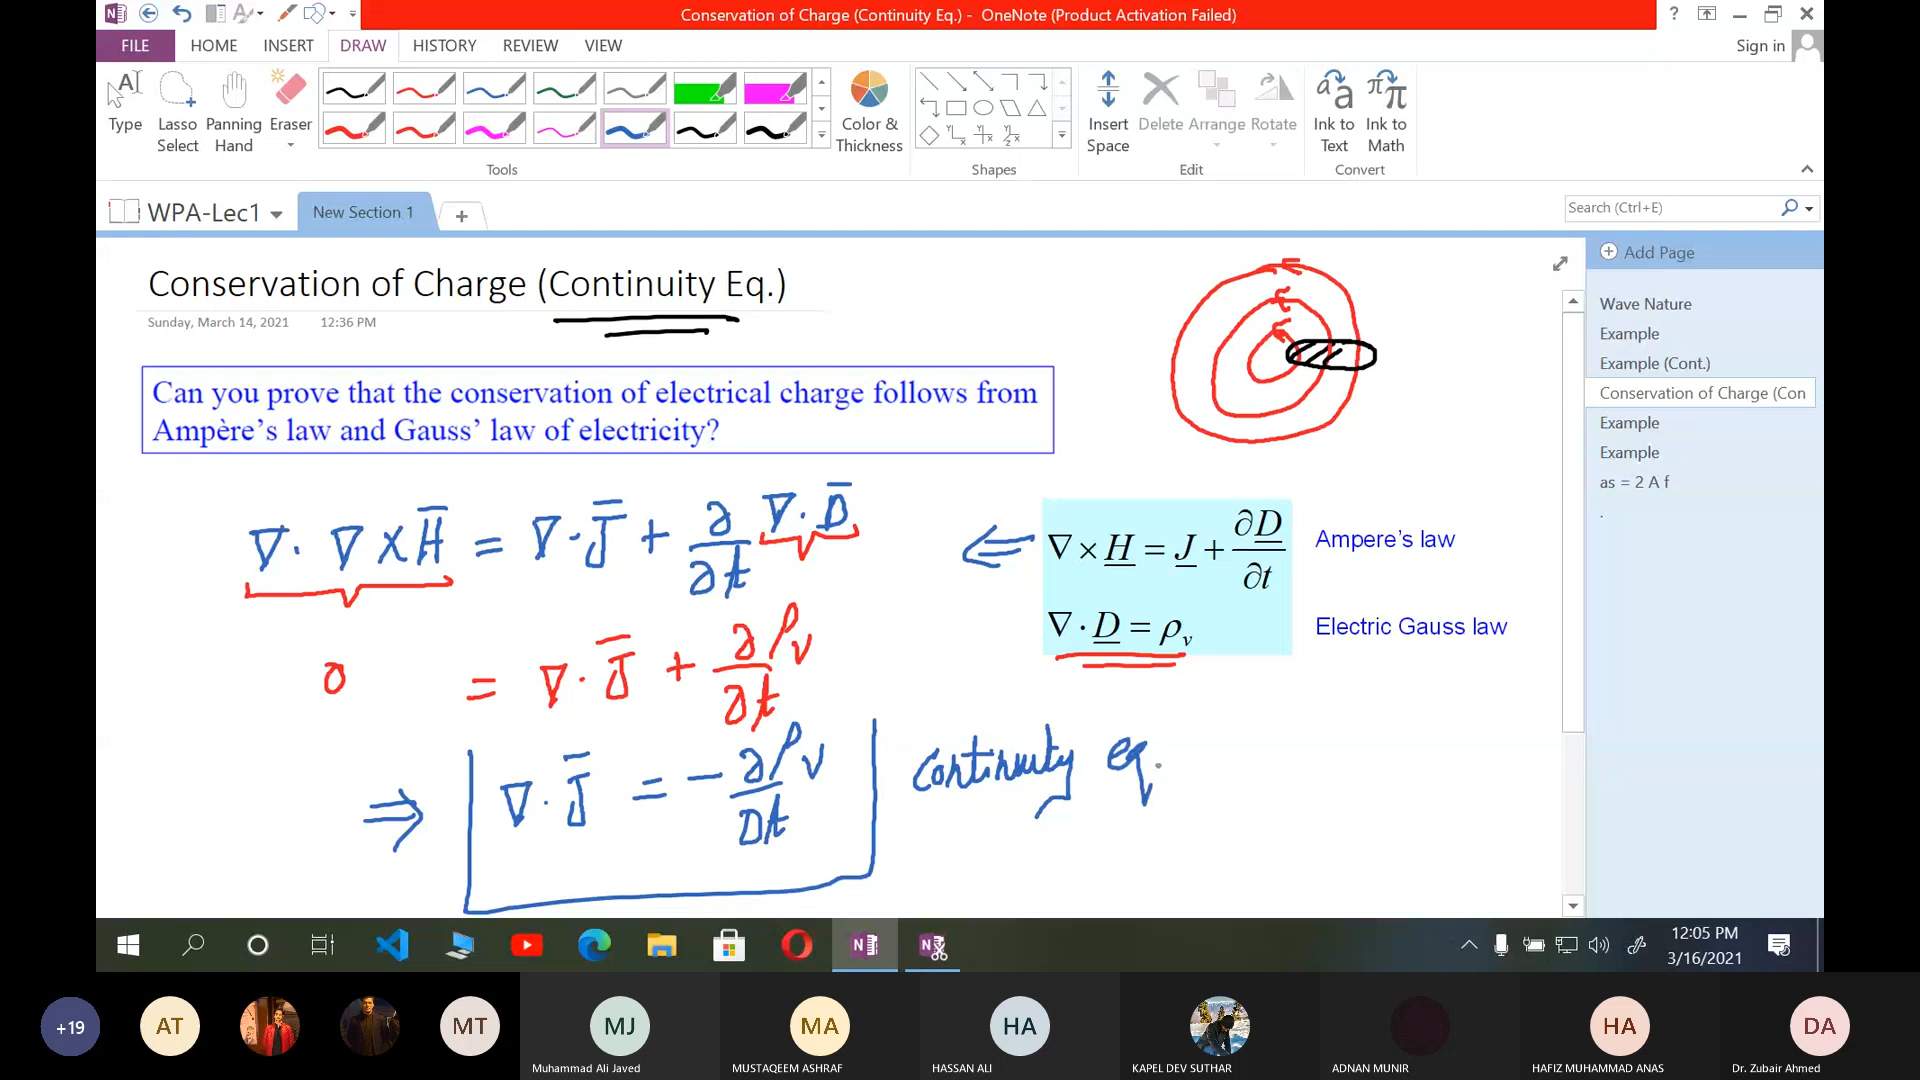 Conservation of Charge (Continuity Eq.) - OneNote (Product Activation Failed)
FILE HOME INSERT DRAW HISTORY REVIEW VIEW
Sign in
Type
Lasso Select
Panning Hand
Eraser
Color & Thickness
Insert Space
Delete
Arrange
Rotate
Ink to Text
Ink to Math
Tools
Shapes
Edit
Convert
WPA-Lec1
New Section 1
Search (Ctrl+E)
Conservation of Charge (Continuity Eq.)
Sunday, March 14, 2021 12:36 PM
Can you prove that the conservation of electrical charge follows from
Ampère's law and Gauss' law of electricity?
∇ · ∇ × H̅ = ∇ · J̅ + ∂/∂t ∇ · D̅
⇐
∇ × H = J + ∂D/∂t
Ampere's law
∇ · D = ρv
Electric Gauss law
0 = ∇ · J̅ + ∂ρv/∂t
⇒ ∇ · J̅ = − ∂ρv/∂t
Continuity eq.
Add Page
Wave Nature
Example
Example (Cont.)
Conservation of Charge (Con
Example
Example
as = 2 A f
.
12:05 PM
3/16/2021
+19
AT
MT
MJ
MA
HA
HA
DA
Muhammad Ali Javed
MUSTAQEEM ASHRAF
HASSAN ALI
KAPEL DEV SUTHAR
ADNAN MUNIR
HAFIZ MUHAMMAD ANAS
Dr. Zubair Ahmed